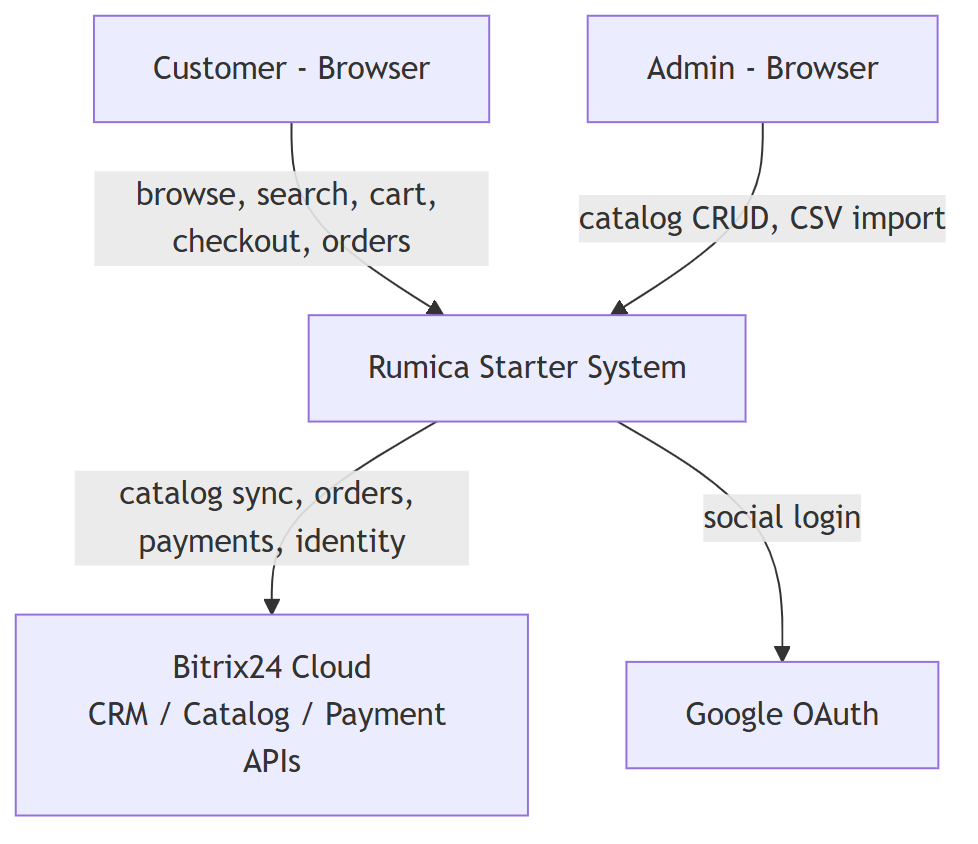 Customer - Browser
Admin - Browser
browse, search, cart,
checkout, orders
catalog CRUD, CSV import
Rumica Starter System
catalog sync, orders,
payments, identity
social login
Bitrix24 Cloud
CRM / Catalog / Payment
APIs
Google OAuth